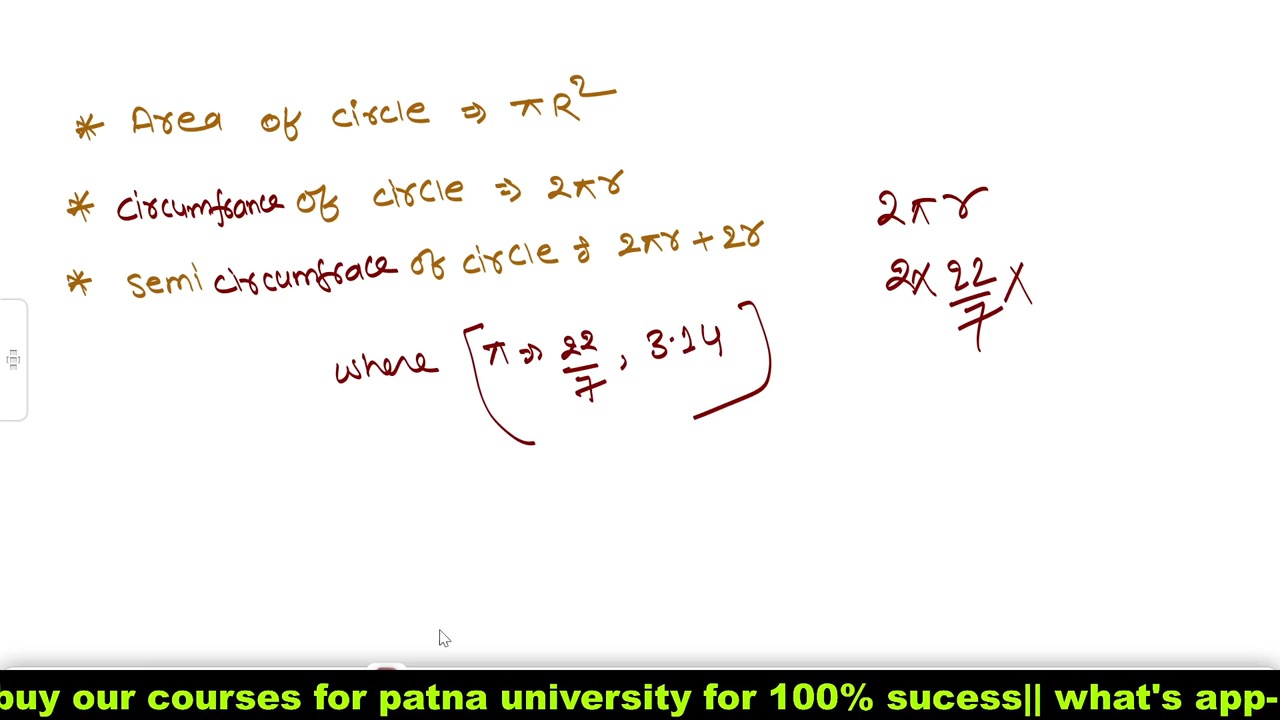 * Area of circle ⇒ πR²
* circumfrance of circle ⇒ 2πr
* semi circumfrace of circle ⇒ 2πr + 2r
where [π ⇒ 22/7, 3.14]
2πr
2 x 22/7 x
buy our courses for patna university for 100% sucess|| what's app-